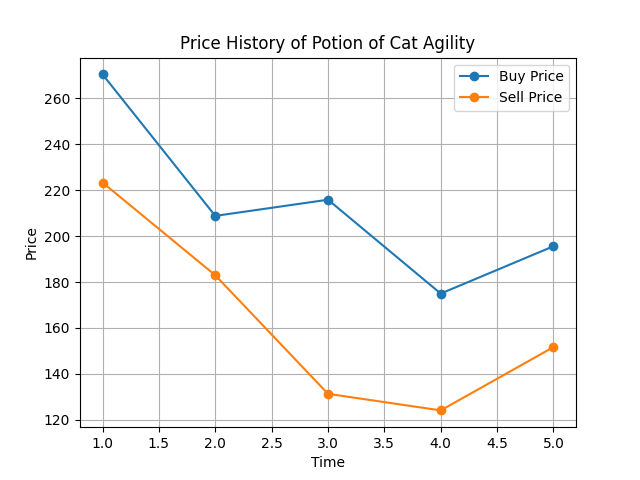 Price History of Potion of Cat Agility
Buy Price
Sell Price
Price
260
240
220
200
180
160
140
120
1.0 1.5 2.0 2.5 3.0 3.5 4.0 4.5 5.0
Time